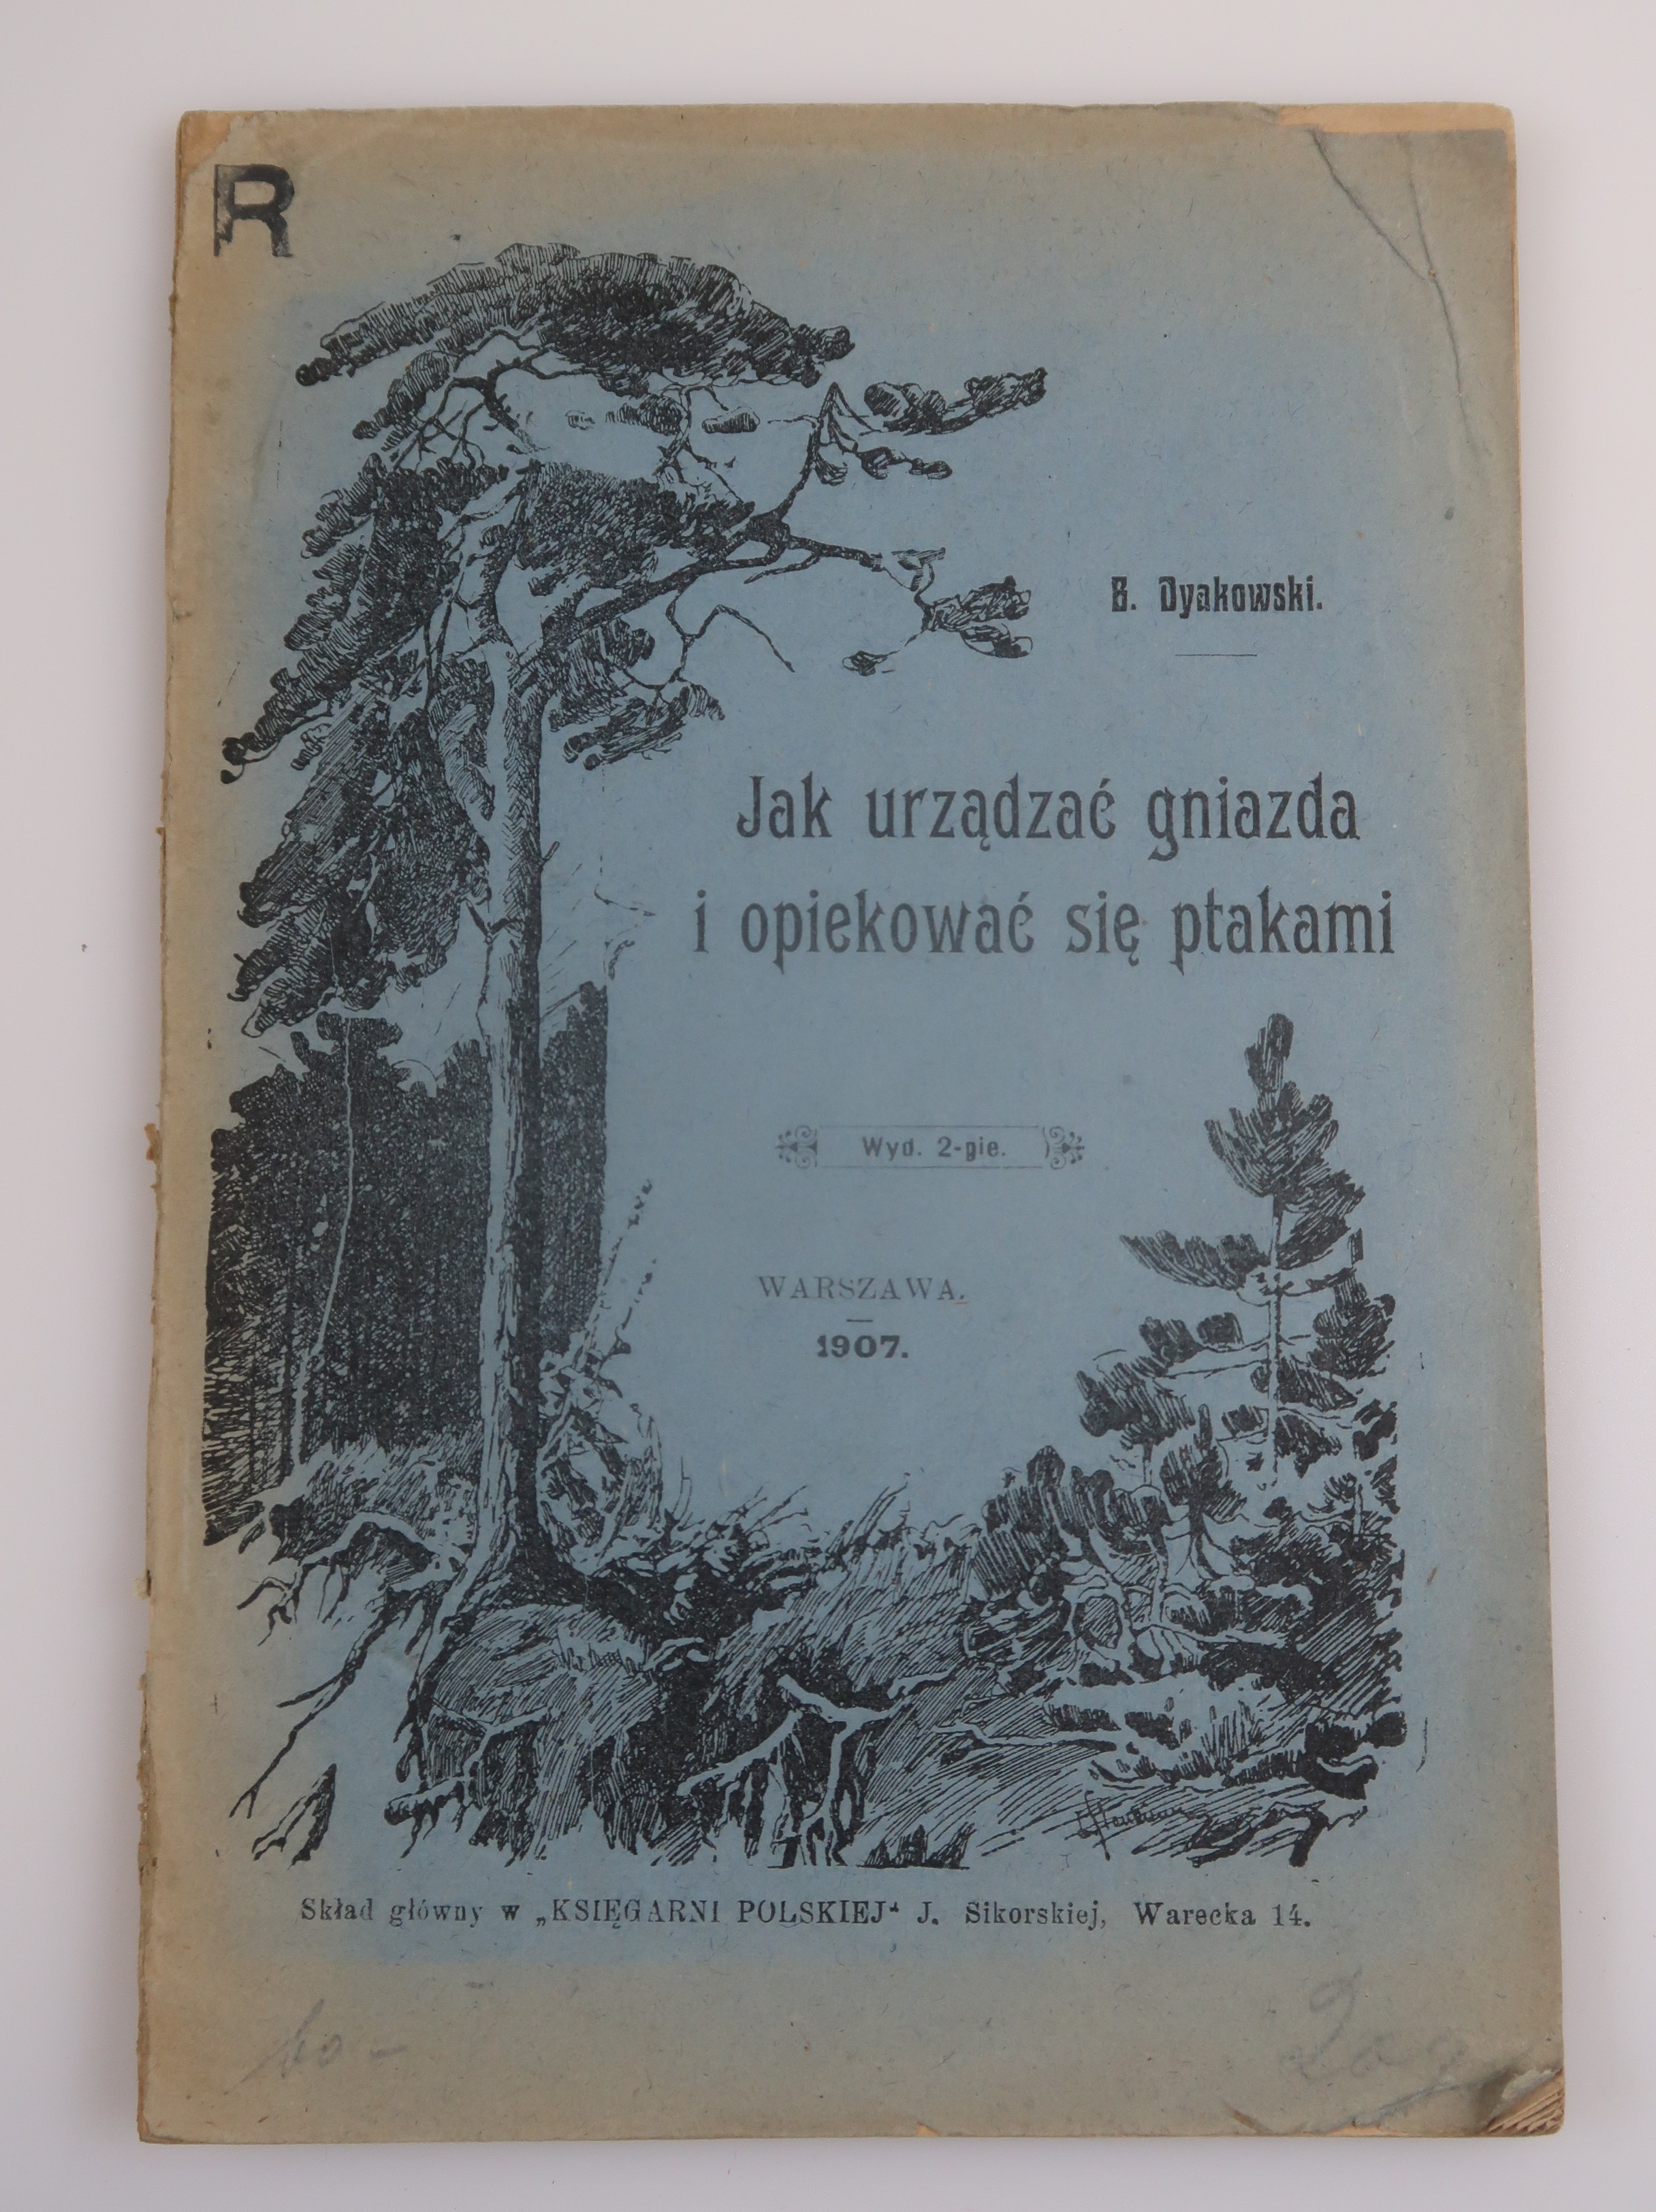 R
B. Dyakowski.
Jak urządzać gniazda
i opiekować się ptakami
Wyd. 2-gie.
WARSZAWA.
1907.
Skład główny w „KSIĘGARNI POLSKIEJ“ J. Sikorskiej, Warecka 14.